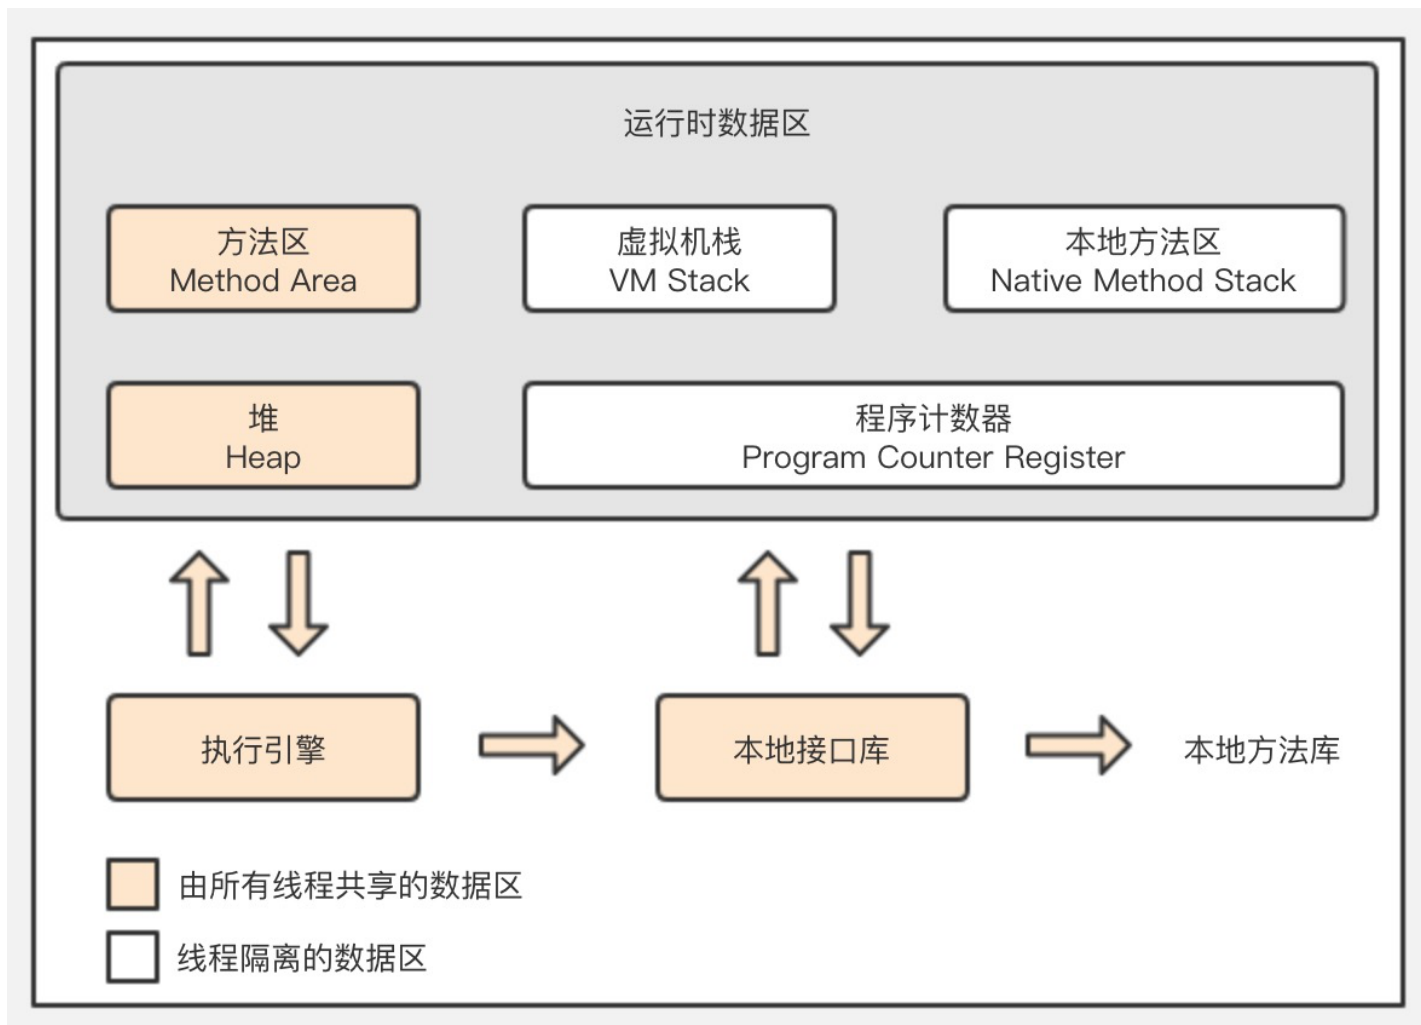 运行时数据区
方法区
Method Area
虚拟机栈
VM Stack
本地方法区
Native Method Stack
堆
Heap
程序计数器
Program Counter Register
执行引擎
本地接口库
本地方法库
由所有线程共享的数据区
线程隔离的数据区